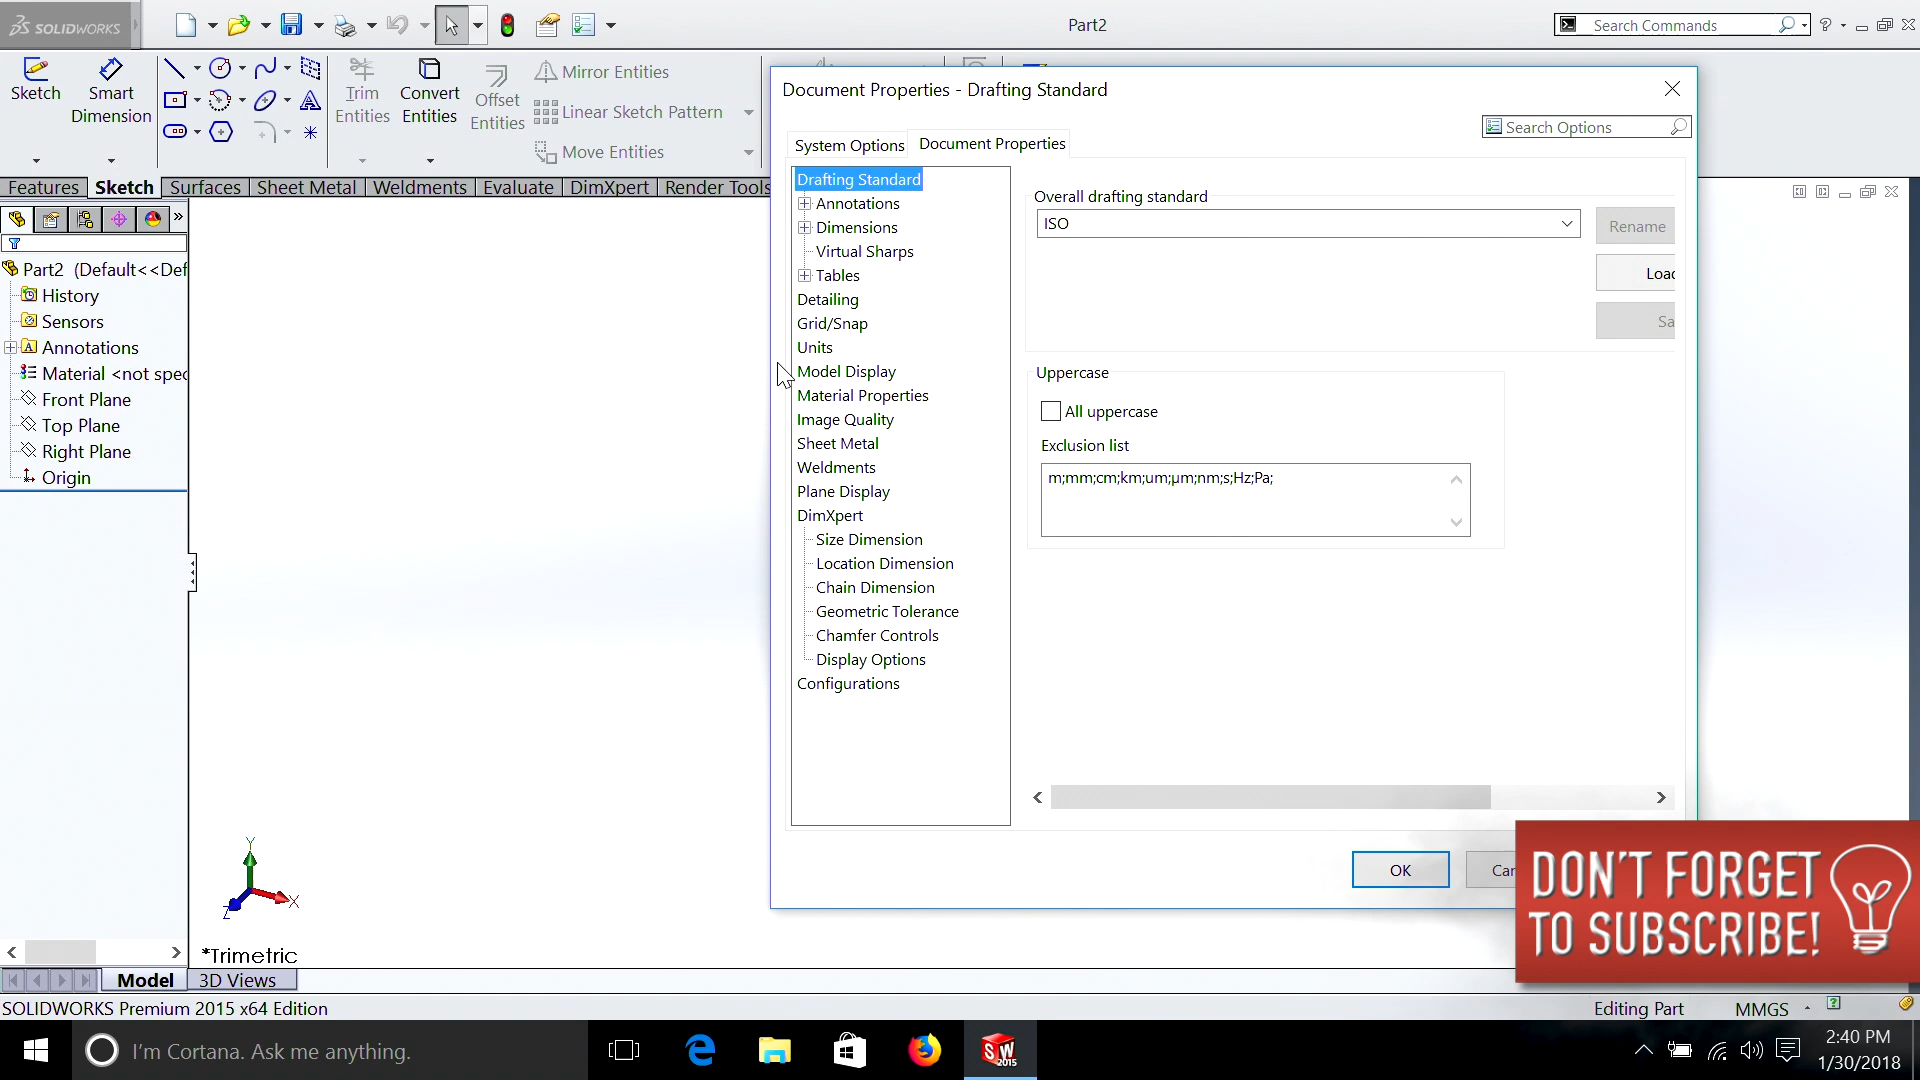 SOLIDWORKS
Part2
Search Commands
Sketch
Smart
Dimension
Trim
Entities
Convert
Entities
Offset
Entities
Mirror Entities
Linear Sketch Pattern
Move Entities
Features
Sketch
Surfaces
Sheet Metal
Weldments
Evaluate
DimXpert
Render Tools
Part2 (Default<<Def
History
Sensors
Annotations
Material <not spec
Front Plane
Top Plane
Right Plane
Origin
Document Properties - Drafting Standard
Search Options
System Options
Document Properties
Drafting Standard
Annotations
Dimensions
Virtual Sharps
Tables
Detailing
Grid/Snap
Units
Model Display
Material Properties
Image Quality
Sheet Metal
Weldments
Plane Display
DimXpert
Size Dimension
Location Dimension
Chain Dimension
Geometric Tolerance
Chamfer Controls
Display Options
Configurations
Overall drafting standard
ISO
Rename
Load
Sa
Uppercase
All uppercase
Exclusion list
m;mm;cm;km;um;µm;nm;s;Hz;Pa;
OK
Can
DON'T FORGET
TO SUBSCRIBE!
Y
X
Z
*Trimetric
Model
3D Views
SOLIDWORKS Premium 2015 x64 Edition
Editing Part
MMGS
I'm Cortana. Ask me anything.
SW
2015
2:40 PM
1/30/2018